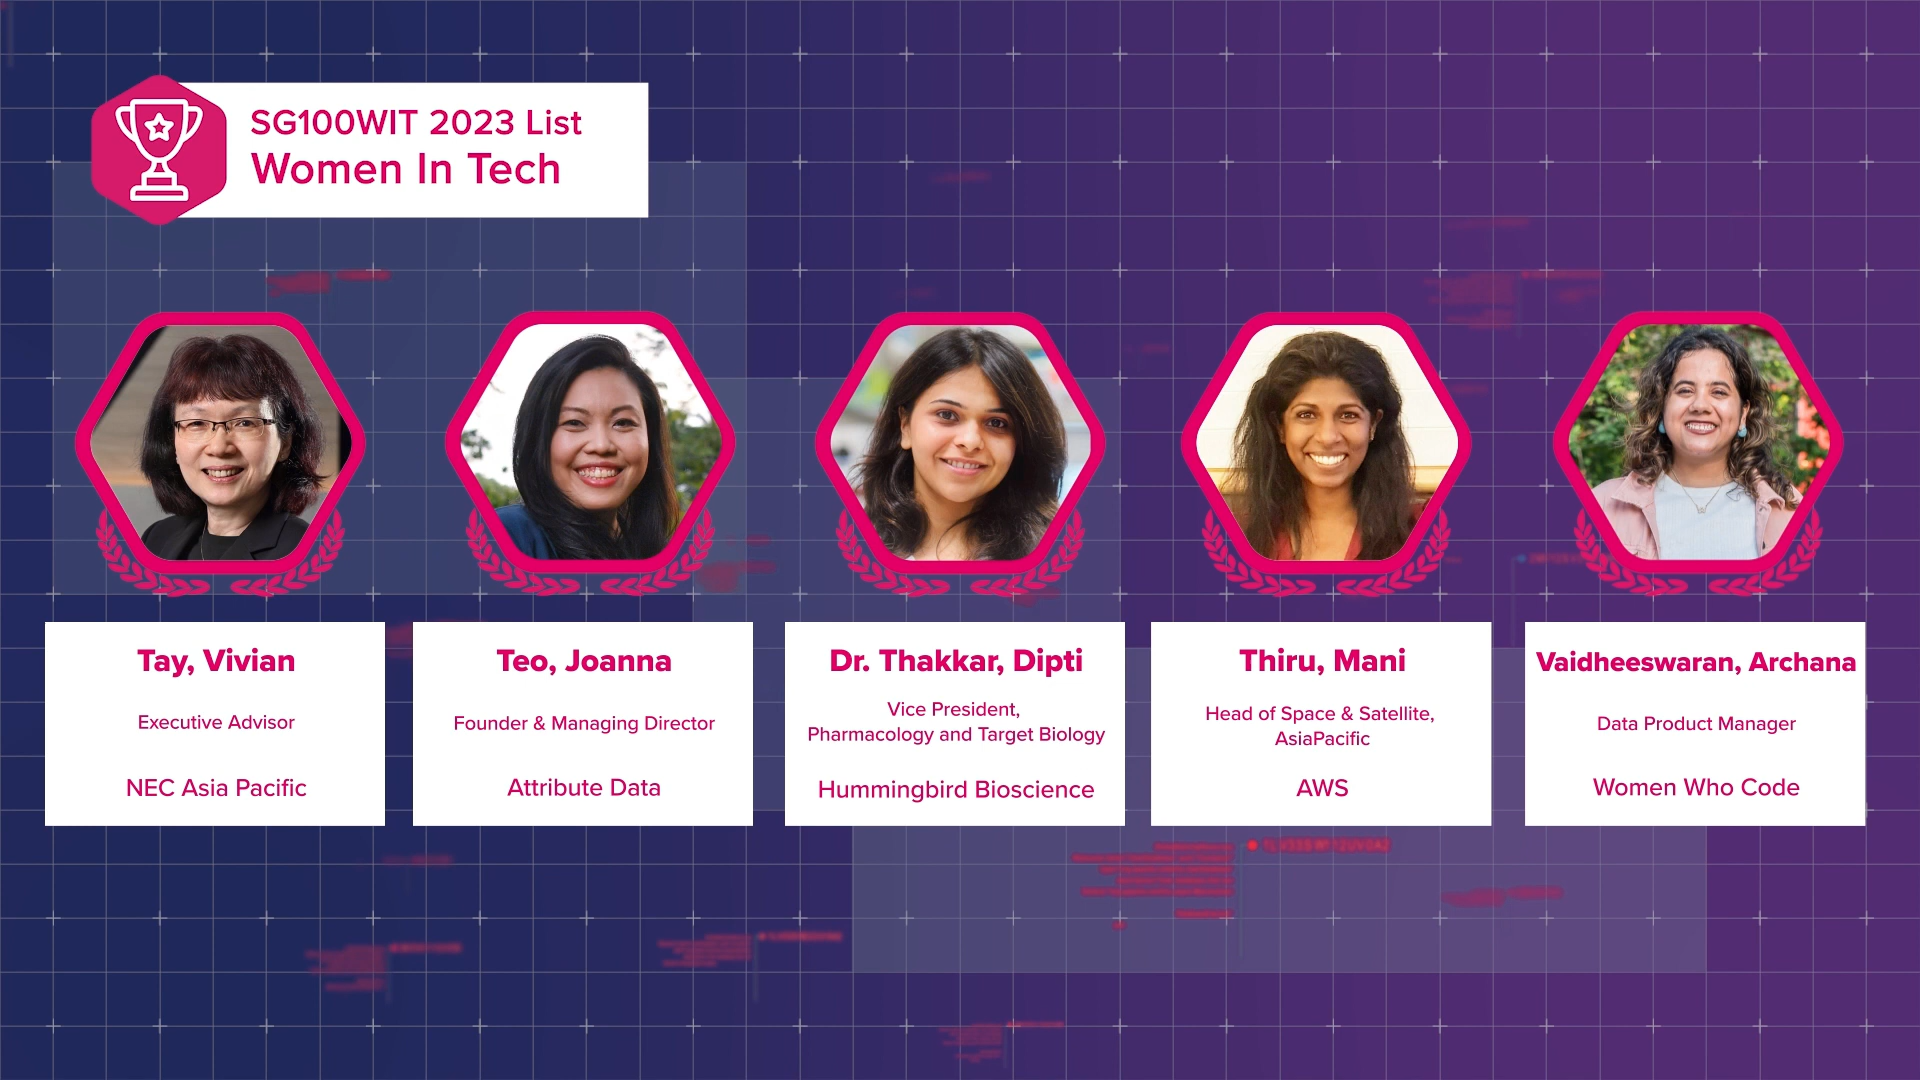 SG100WIT 2023 List
Women In Tech
Tay, Vivian
Executive Advisor
NEC Asia Pacific
Teo, Joanna
Founder & Managing Director
Attribute Data
Dr. Thakkar, Dipti
Vice President,
Pharmacology and Target Biology
Hummingbird Bioscience
Thiru, Mani
Head of Space & Satellite,
AsiaPacific
AWS
Vaidheeswaran, Archana
Data Product Manager
Women Who Code